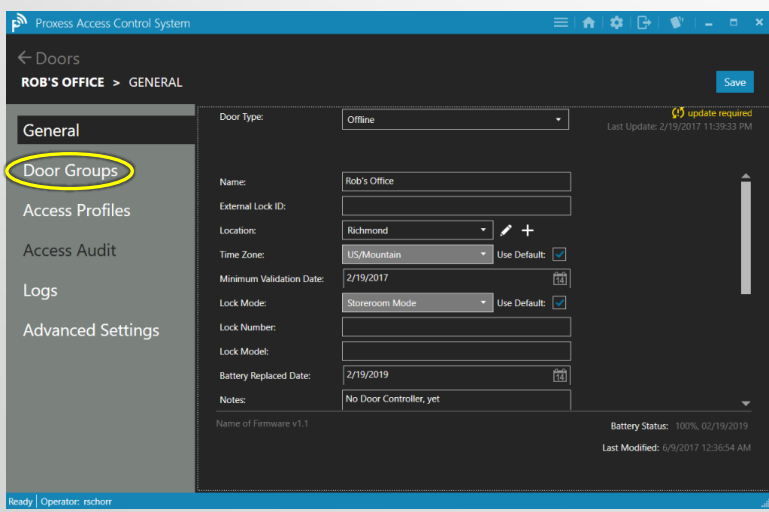 Proxess Access Control System
Doors
ROB'S OFFICE > GENERAL
Save
General
Door Groups
Access Profiles
Access Audit
Logs
Advanced Settings
Door Type: Offline
update required
Last Update: 2/19/2017 11:39:33 PM
Name: Rob's Office
External Lock ID:
Location: Richmond
Time Zone: US/Mountain Use Default:
Minimum Validation Date: 2/19/2017 14
Lock Mode: Storeroom Mode Use Default:
Lock Number:
Lock Model:
Battery Replaced Date: 2/19/2019 14
Notes: No Door Controller, yet
Name of Firmware v1.1
Battery Status: 100%, 02/19/2019
Last Modified: 6/9/2017 12:36:54 AM
Ready Operator: rschorr